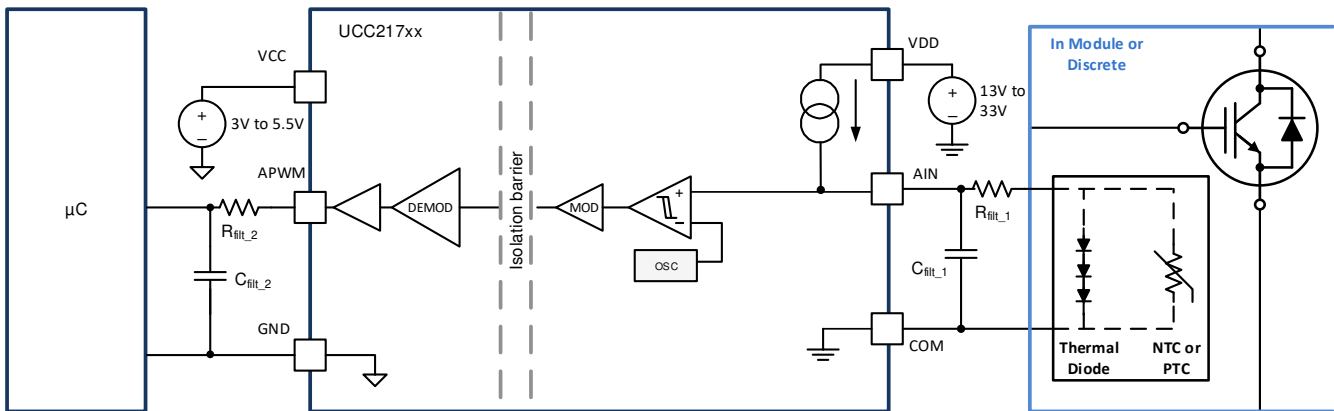 UCC217xx
VCC
VDD
In Module or
Discrete
+
−
3V to 5.5V
+
−
13V to
33V
APWM
AIN
µC
DEMOD
Isolation barrier
MOD
+
−
Rfilt_2
Rfilt_1
OSC
Cfilt_2
Cfilt_1
GND
COM
Thermal
Diode
NTC or
PTC